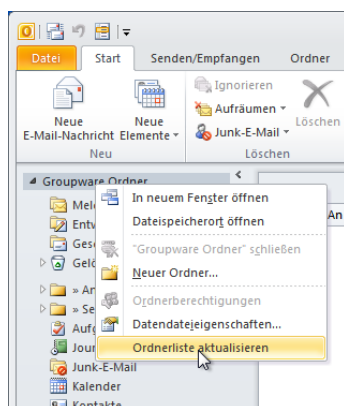 Datei Start Senden/Empfangen Ordner
Neue E-Mail-Nachricht
Neue Elemente
Ignorieren
Aufräumen
Junk-E-Mail
Löschen
Neu
Löschen
Groupware Ordner
In neuem Fenster öffnen
Dateispeicherort öffnen
"Groupware Ordner" schließen
Neuer Ordner...
Ordnerberechtigungen
Datendateieigenschaften...
Ordnerliste aktualisieren
An
Junk-E-Mail
Kalender
Kontakte